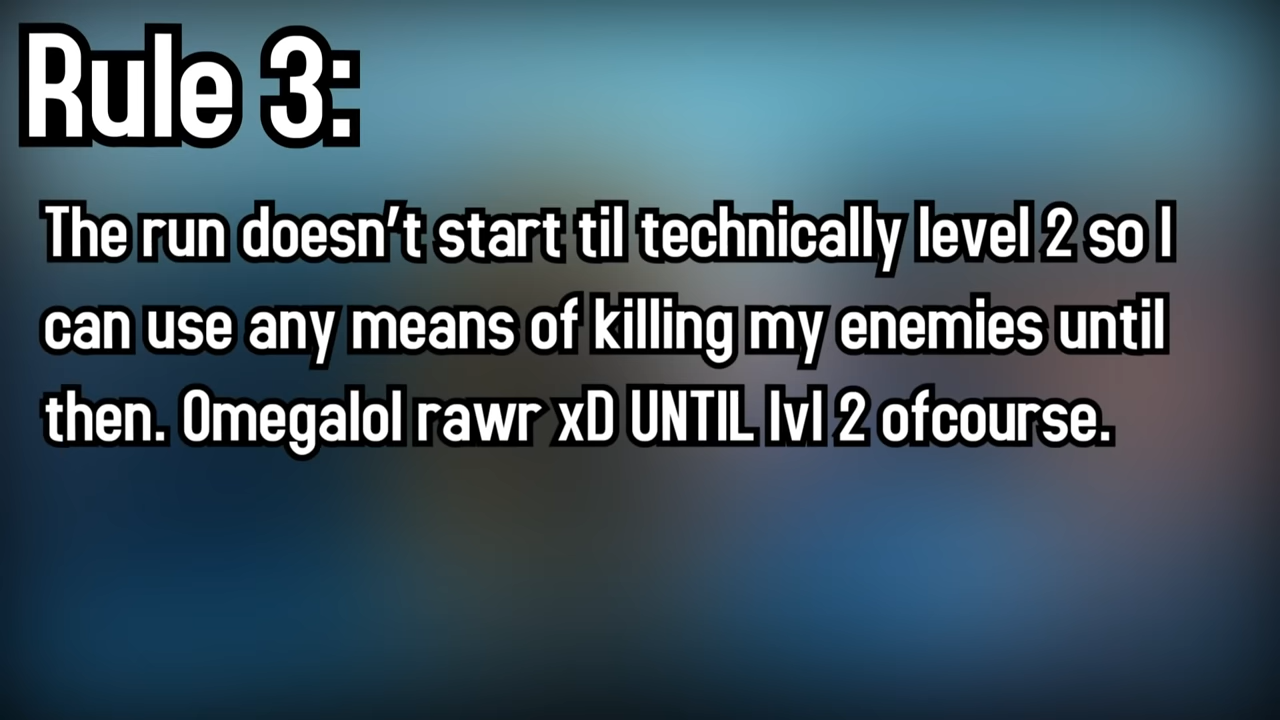 Rule 3:
The run doesn't start til technically level 2 so I
can use any means of killing my enemies until
then. Omegalol rawr xD UNTIL lvl 2 ofcourse.